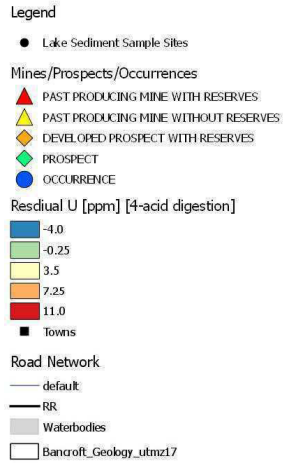 Legend
Lake Sediment Sample Sites
Mines/Prospects/Occurrences
PAST PRODUCING MINE WITH RESERVES
PAST PRODUCING MINE WITHOUT RESERVES
DEVELOPED PROSPECT WITH RESERVES
PROSPECT
OCCURRENCE
Resdiual U [ppm] [4-acid digestion]
-4.0
-0.25
3.5
7.25
11.0
Towns
Road Network
default
RR
Waterbodies
Bancroft_Geology_utmz17